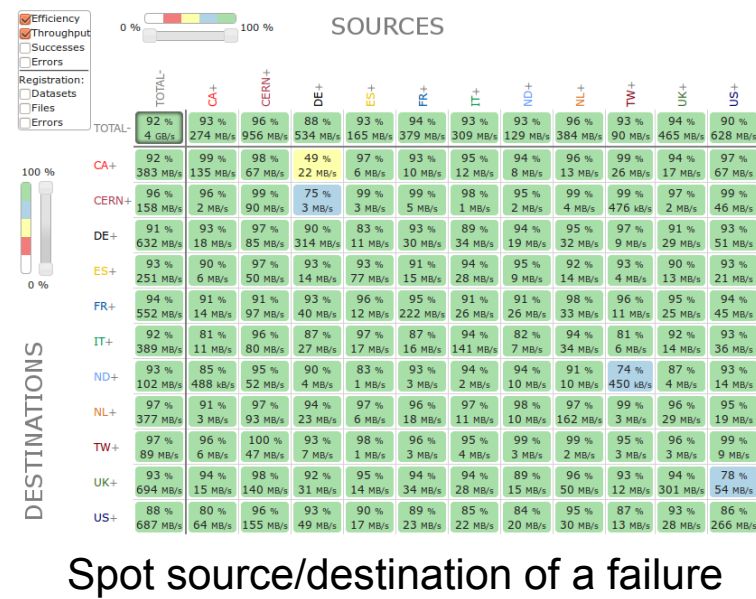 Efficiency
Throughput
Successes
Errors
Registration:
Datasets
Files
Errors
0 % 100 %
SOURCES
TOTAL- CA+ CERN+ DE+ ES+ FR+ IT+ ND+ NL+ TW+ UK+ US+
TOTAL- 92 % 93 % 96 % 88 % 93 % 94 % 93 % 93 % 96 % 93 % 94 % 90 %
4 GB/s 274 MB/s 956 MB/s 534 MB/s 165 MB/s 379 MB/s 309 MB/s 129 MB/s 384 MB/s 90 MB/s 465 MB/s 628 MB/s
CA+ 92 % 99 % 98 % 49 % 97 % 93 % 95 % 94 % 96 % 99 % 94 % 97 %
383 MB/s 135 MB/s 67 MB/s 22 MB/s 6 MB/s 10 MB/s 12 MB/s 8 MB/s 13 MB/s 26 MB/s 17 MB/s 67 MB/s
CERN+ 96 % 96 % 99 % 75 % 99 % 99 % 98 % 95 % 99 % 99 % 97 % 99 %
158 MB/s 2 MB/s 90 MB/s 3 MB/s 3 MB/s 5 MB/s 1 MB/s 2 MB/s 4 MB/s 476 kB/s 2 MB/s 46 MB/s
DE+ 91 % 93 % 97 % 90 % 83 % 93 % 89 % 94 % 95 % 97 % 91 % 93 %
632 MB/s 18 MB/s 85 MB/s 314 MB/s 11 MB/s 30 MB/s 34 MB/s 19 MB/s 32 MB/s 9 MB/s 29 MB/s 51 MB/s
ES+ 93 % 90 % 97 % 93 % 93 % 91 % 94 % 95 % 92 % 93 % 90 % 93 %
251 MB/s 6 MB/s 50 MB/s 14 MB/s 77 MB/s 15 MB/s 28 MB/s 9 MB/s 14 MB/s 4 MB/s 13 MB/s 21 MB/s
FR+ 94 % 91 % 91 % 93 % 96 % 95 % 91 % 91 % 98 % 96 % 95 % 94 %
552 MB/s 14 MB/s 97 MB/s 40 MB/s 12 MB/s 222 MB/s 26 MB/s 26 MB/s 33 MB/s 11 MB/s 25 MB/s 45 MB/s
IT+ 92 % 81 % 96 % 87 % 97 % 87 % 94 % 82 % 94 % 81 % 92 % 93 %
389 MB/s 11 MB/s 80 MB/s 27 MB/s 17 MB/s 16 MB/s 141 MB/s 7 MB/s 34 MB/s 6 MB/s 14 MB/s 36 MB/s
ND+ 93 % 85 % 95 % 90 % 83 % 93 % 94 % 94 % 91 % 74 % 87 % 93 %
102 MB/s 488 kB/s 52 MB/s 4 MB/s 1 MB/s 3 MB/s 2 MB/s 10 MB/s 10 MB/s 450 kB/s 4 MB/s 14 MB/s
NL+ 97 % 91 % 97 % 94 % 97 % 96 % 97 % 98 % 97 % 99 % 96 % 95 %
377 MB/s 3 MB/s 93 MB/s 23 MB/s 6 MB/s 18 MB/s 11 MB/s 10 MB/s 162 MB/s 3 MB/s 29 MB/s 19 MB/s
TW+ 97 % 96 % 100 % 93 % 98 % 96 % 95 % 99 % 99 % 95 % 96 % 99 %
89 MB/s 6 MB/s 47 MB/s 7 MB/s 1 MB/s 3 MB/s 4 MB/s 3 MB/s 2 MB/s 3 MB/s 3 MB/s 9 MB/s
UK+ 93 % 94 % 98 % 92 % 95 % 94 % 94 % 89 % 96 % 93 % 94 % 78 %
694 MB/s 15 MB/s 140 MB/s 31 MB/s 14 MB/s 34 MB/s 28 MB/s 15 MB/s 50 MB/s 12 MB/s 301 MB/s 54 MB/s
US+ 88 % 80 % 96 % 93 % 90 % 89 % 85 % 84 % 95 % 87 % 93 % 86 %
687 MB/s 64 MB/s 155 MB/s 49 MB/s 17 MB/s 23 MB/s 22 MB/s 20 MB/s 30 MB/s 13 MB/s 28 MB/s 266 MB/s
100 %
0 %
DESTINATIONS
Spot source/destination of a failure